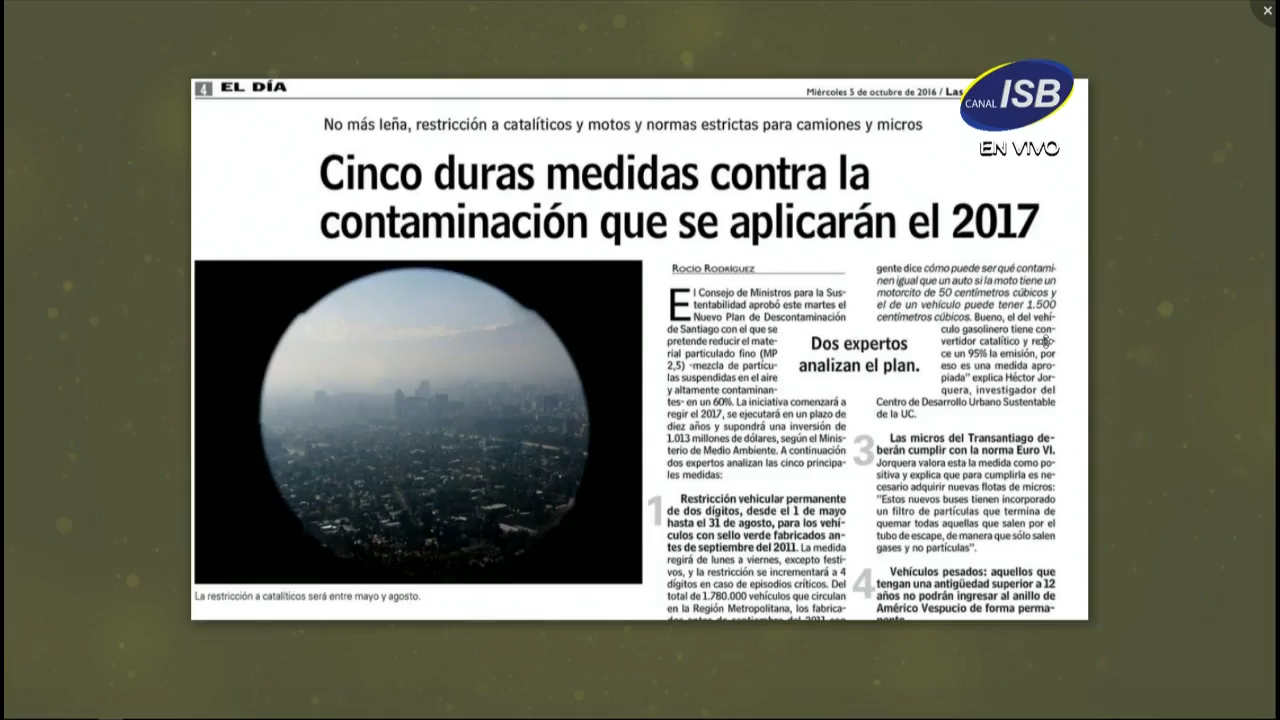 4 EL DÍA
Miércoles 5 de octubre de 2016 / Las
CANAL ISB
EN VIVO
No más leña, restricción a catalíticos y motos y normas estrictas para camiones y micros
Cinco duras medidas contra la
contaminación que se aplicarán el 2017
La restricción a catalíticos será entre mayo y agosto.
ROCÍO RODRÍGUEZ
El Consejo de Ministros para la Sus-
tentabilidad aprobó este martes el
Nuevo Plan de Descontaminación
de Santiago con el que se
pretende reducir el mate-
rial particulado fino (MP
2,5) -mezcla de partícu-
las suspendidas en el aire
y altamente contaminan-
tes- en un 60%. La iniciativa comenzará a
regir el 2017, se ejecutará en un plazo de
diez años y supondrá una inversión de
1.013 millones de dólares, según el Minis-
terio de Medio Ambiente. A continuación
dos expertos analizan las cinco principa-
les medidas:
1 Restricción vehicular permanente
de dos dígitos, desde el 1 de mayo
hasta el 31 de agosto, para los vehí-
culos con sello verde fabricados an-
tes de septiembre del 2011. La medida
regirá de lunes a viernes, excepto festi-
vos, y la restricción se incrementará a 4
dígitos en caso de episodios críticos. Del
total de 1.780.000 vehículos que circulan
en la Región Metropolitana, los fabrica-
dos antes de septiembre del 2011 son
Dos expertos
analizan el plan.
gente dice cómo puede ser qué contami-
nen igual que un auto si la moto tiene un
motorcito de 50 centímetros cúbicos y
el de un vehículo puede tener 1.500
centímetros cúbicos. Bueno, el del vehí-
culo gasolinero tiene con-
vertidor catalítico y redu-
ce un 95% la emisión, por
eso es una medida apro-
piada" explica Héctor Jor-
quera, investigador del
Centro de Desarrollo Urbano Sustentable
de la UC.
3 Las micros del Transantiago de-
berán cumplir con la norma Euro VI.
Jorquera valora esta la medida como po-
sitiva y explica que para cumplirla es ne-
cesario adquirir nuevas flotas de micros:
"Estos nuevos buses tienen incorporado
un filtro de partículas que termina de
quemar todas aquellas que salen por el
tubo de escape, de manera que sólo salen
gases y no partículas".
4 Vehículos pesados: aquellos que
tengan una antigüedad superior a 12
años no podrán ingresar al anillo de
Américo Vespucio de forma perma-
nente